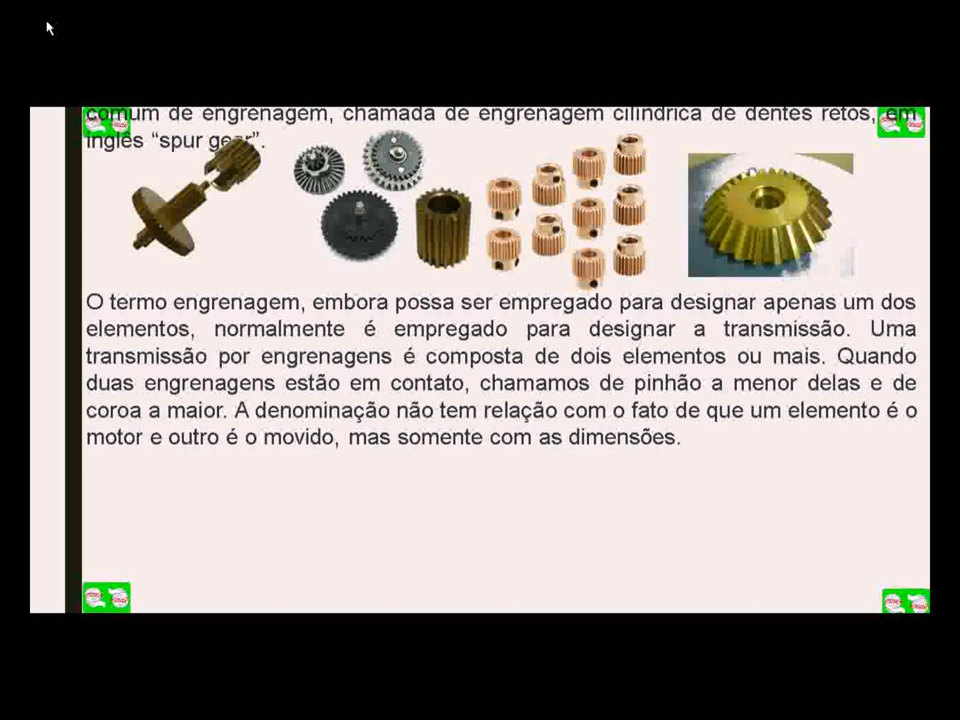 comum de engrenagem, chamada de engrenagem cilíndrica de dentes retos, em
inglês “spur gear”.
O termo engrenagem, embora possa ser empregado para designar apenas um dos
elementos, normalmente é empregado para designar a transmissão. Uma
transmissão por engrenagens é composta de dois elementos ou mais. Quando
duas engrenagens estão em contato, chamamos de pinhão a menor delas e de
coroa a maior. A denominação não tem relação com o fato de que um elemento é o
motor e outro é o movido, mas somente com as dimensões.